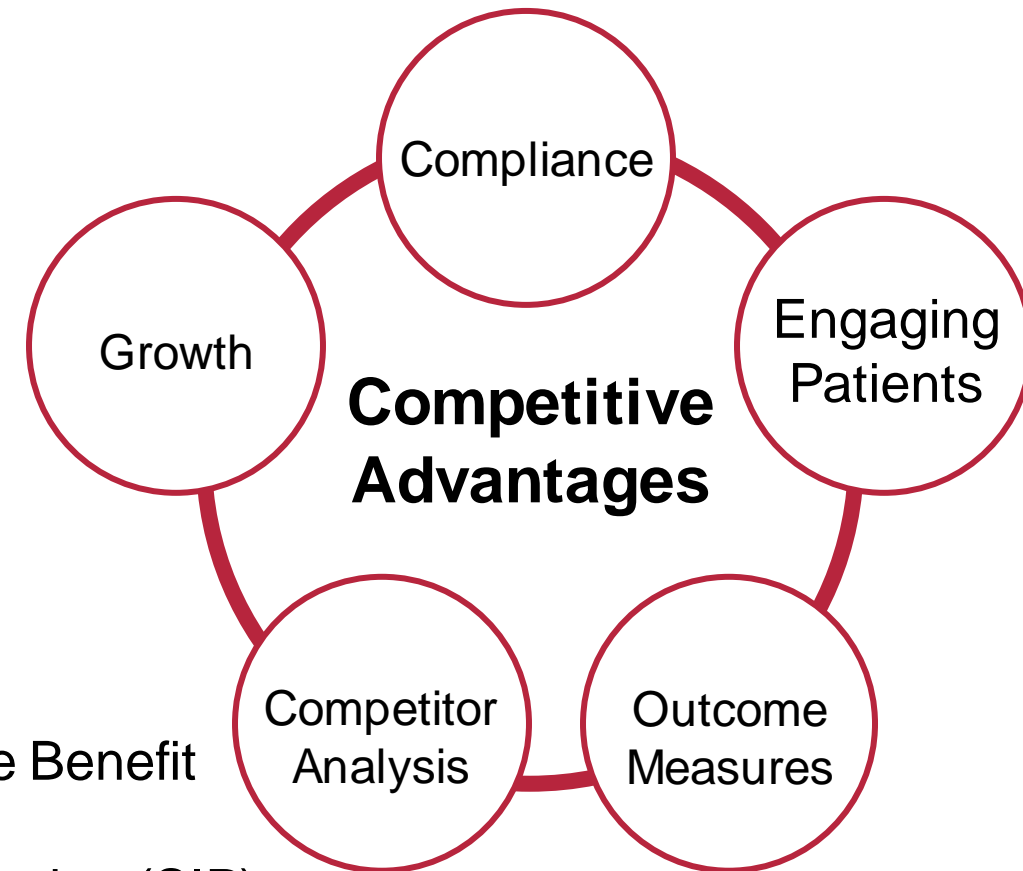 Compliance
Engaging
Patients
Growth
Competitive
Advantages
Competitor
Analysis
Outcome
Measures
Benefit